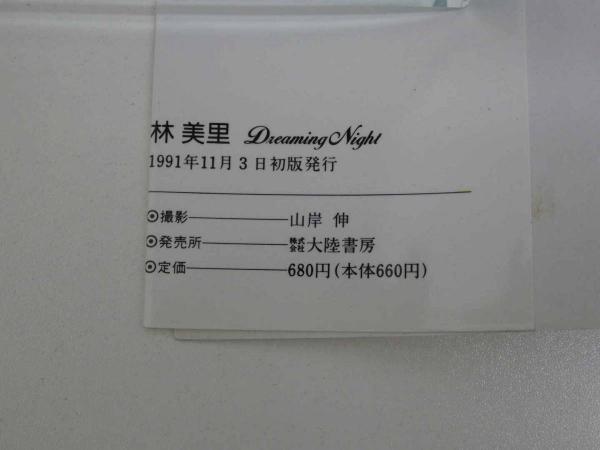 林 美里 Dreaming Night
1991年11月3日初版発行
◉撮影————山岸 伸
◉発売所————株式会社大陸書房
◉定価————680円(本体660円)